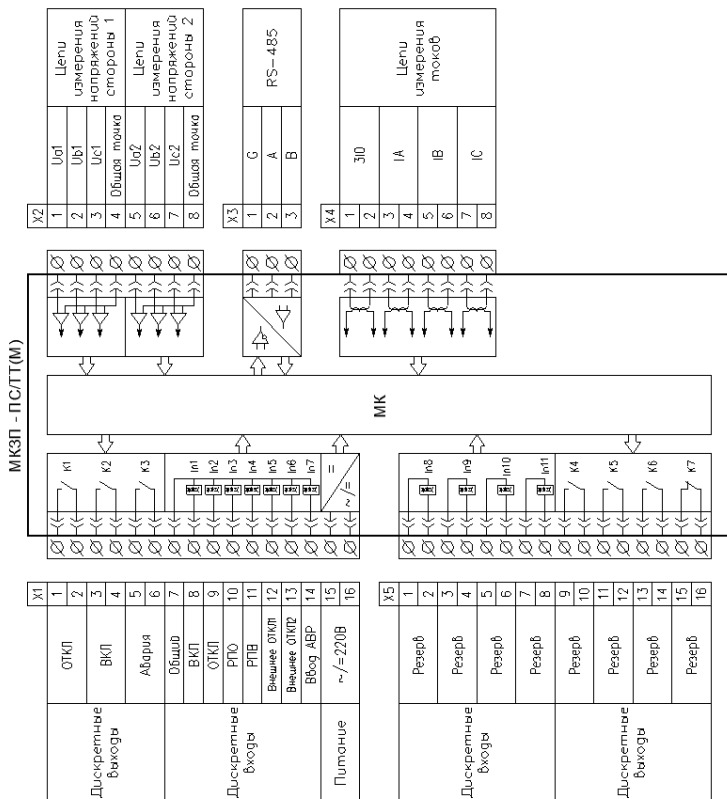 МКЗП - ПС/ТТ(М)
X2
1 Ua1
2 Ub1
3 Uc1
4 Общая точка
Цепи
измерения
напряжений
стороны 1
5 Ua2
6 Ub2
7 Uc2
8 Общая точка
Цепи
измерения
напряжений
стороны 2
X3
1 G
2 A
3 B
RS-485
X4
1
2
3I0
3
4
IA
5
6
IB
7
8
IC
Цепи
измерения
токов
МК
K1
K2
K3
In1
In2
In3
In4
In5
In6
In7
=
~/=
In8
In9
In10
In11
K4
K5
K6
K7
X1
1
2
ОТКЛ
3
4
ВКЛ
5
6
Авария
Дискретные
выходы
7 Общий
8 ВКЛ
9 ОТКЛ
10 РПО
11 РПВ
12 Внешнее ОТКЛ1
13 Внешнее ОТКЛ2
14 Ввод АВР
Дискретные
входы
15
16
~/=220В
Питание
X5
1
2
Резерв
3
4
Резерв
5
6
Резерв
7
8
Резерв
Дискретные
входы
9
10
Резерв
11
12
Резерв
13
14
Резерв
15
16
Резерв
Дискретные
выходы